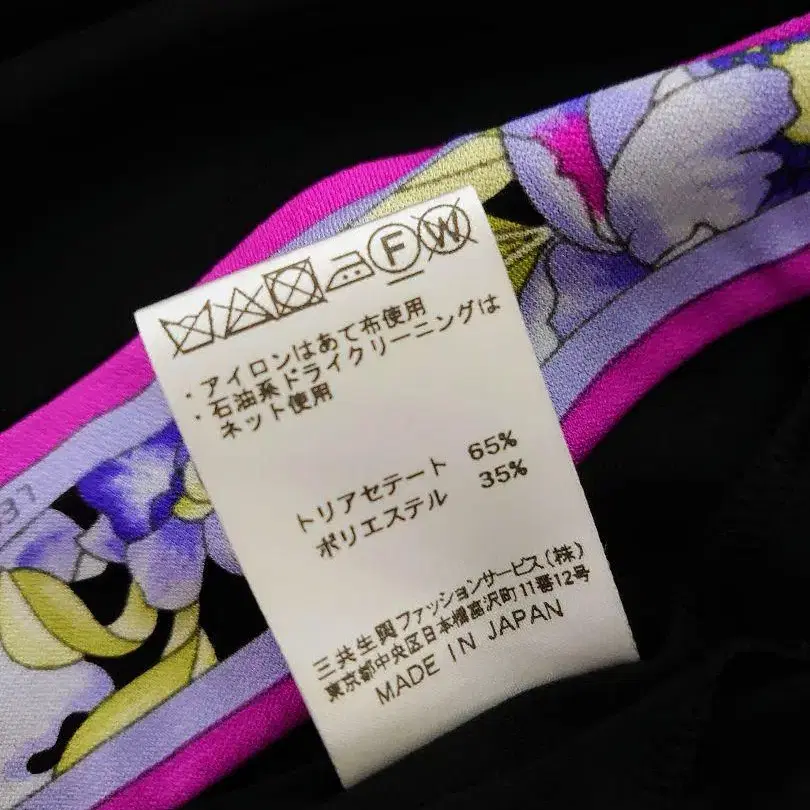 F W
・アイロンはあて布使用
・石油系ドライクリーニングは
ネット使用
トリアセテート 65%
ポリエステル 35%
三共生興ファッションサービス(株)
東京都中央区日本橋富沢町11番12号
MADE IN JAPAN